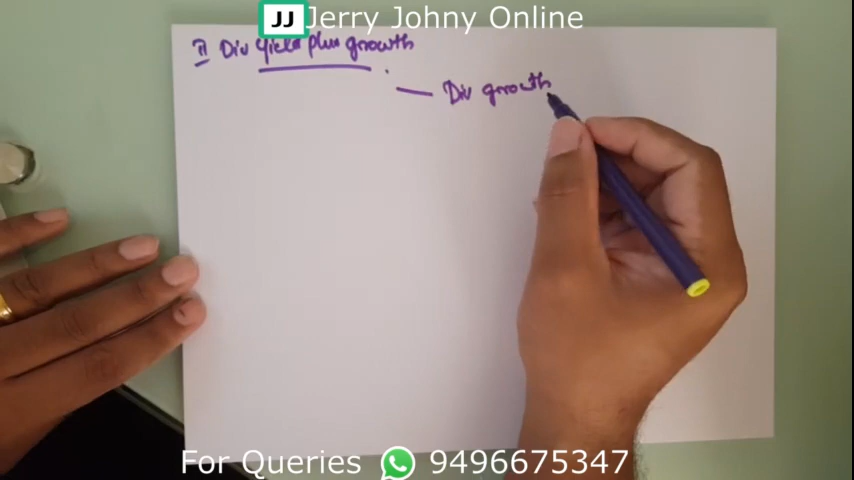 JJ Jerry Johny Online
II Div Yield plus growth
— Div growth
For Queries 9496675347